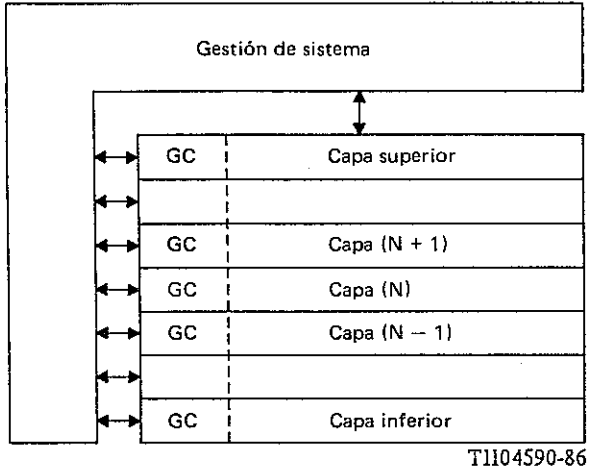 Gestión de sistema
GC Capa superior
GC Capa (N + 1)
GC Capa (N)
GC Capa (N — 1)
GC Capa inferior
T1104590-86